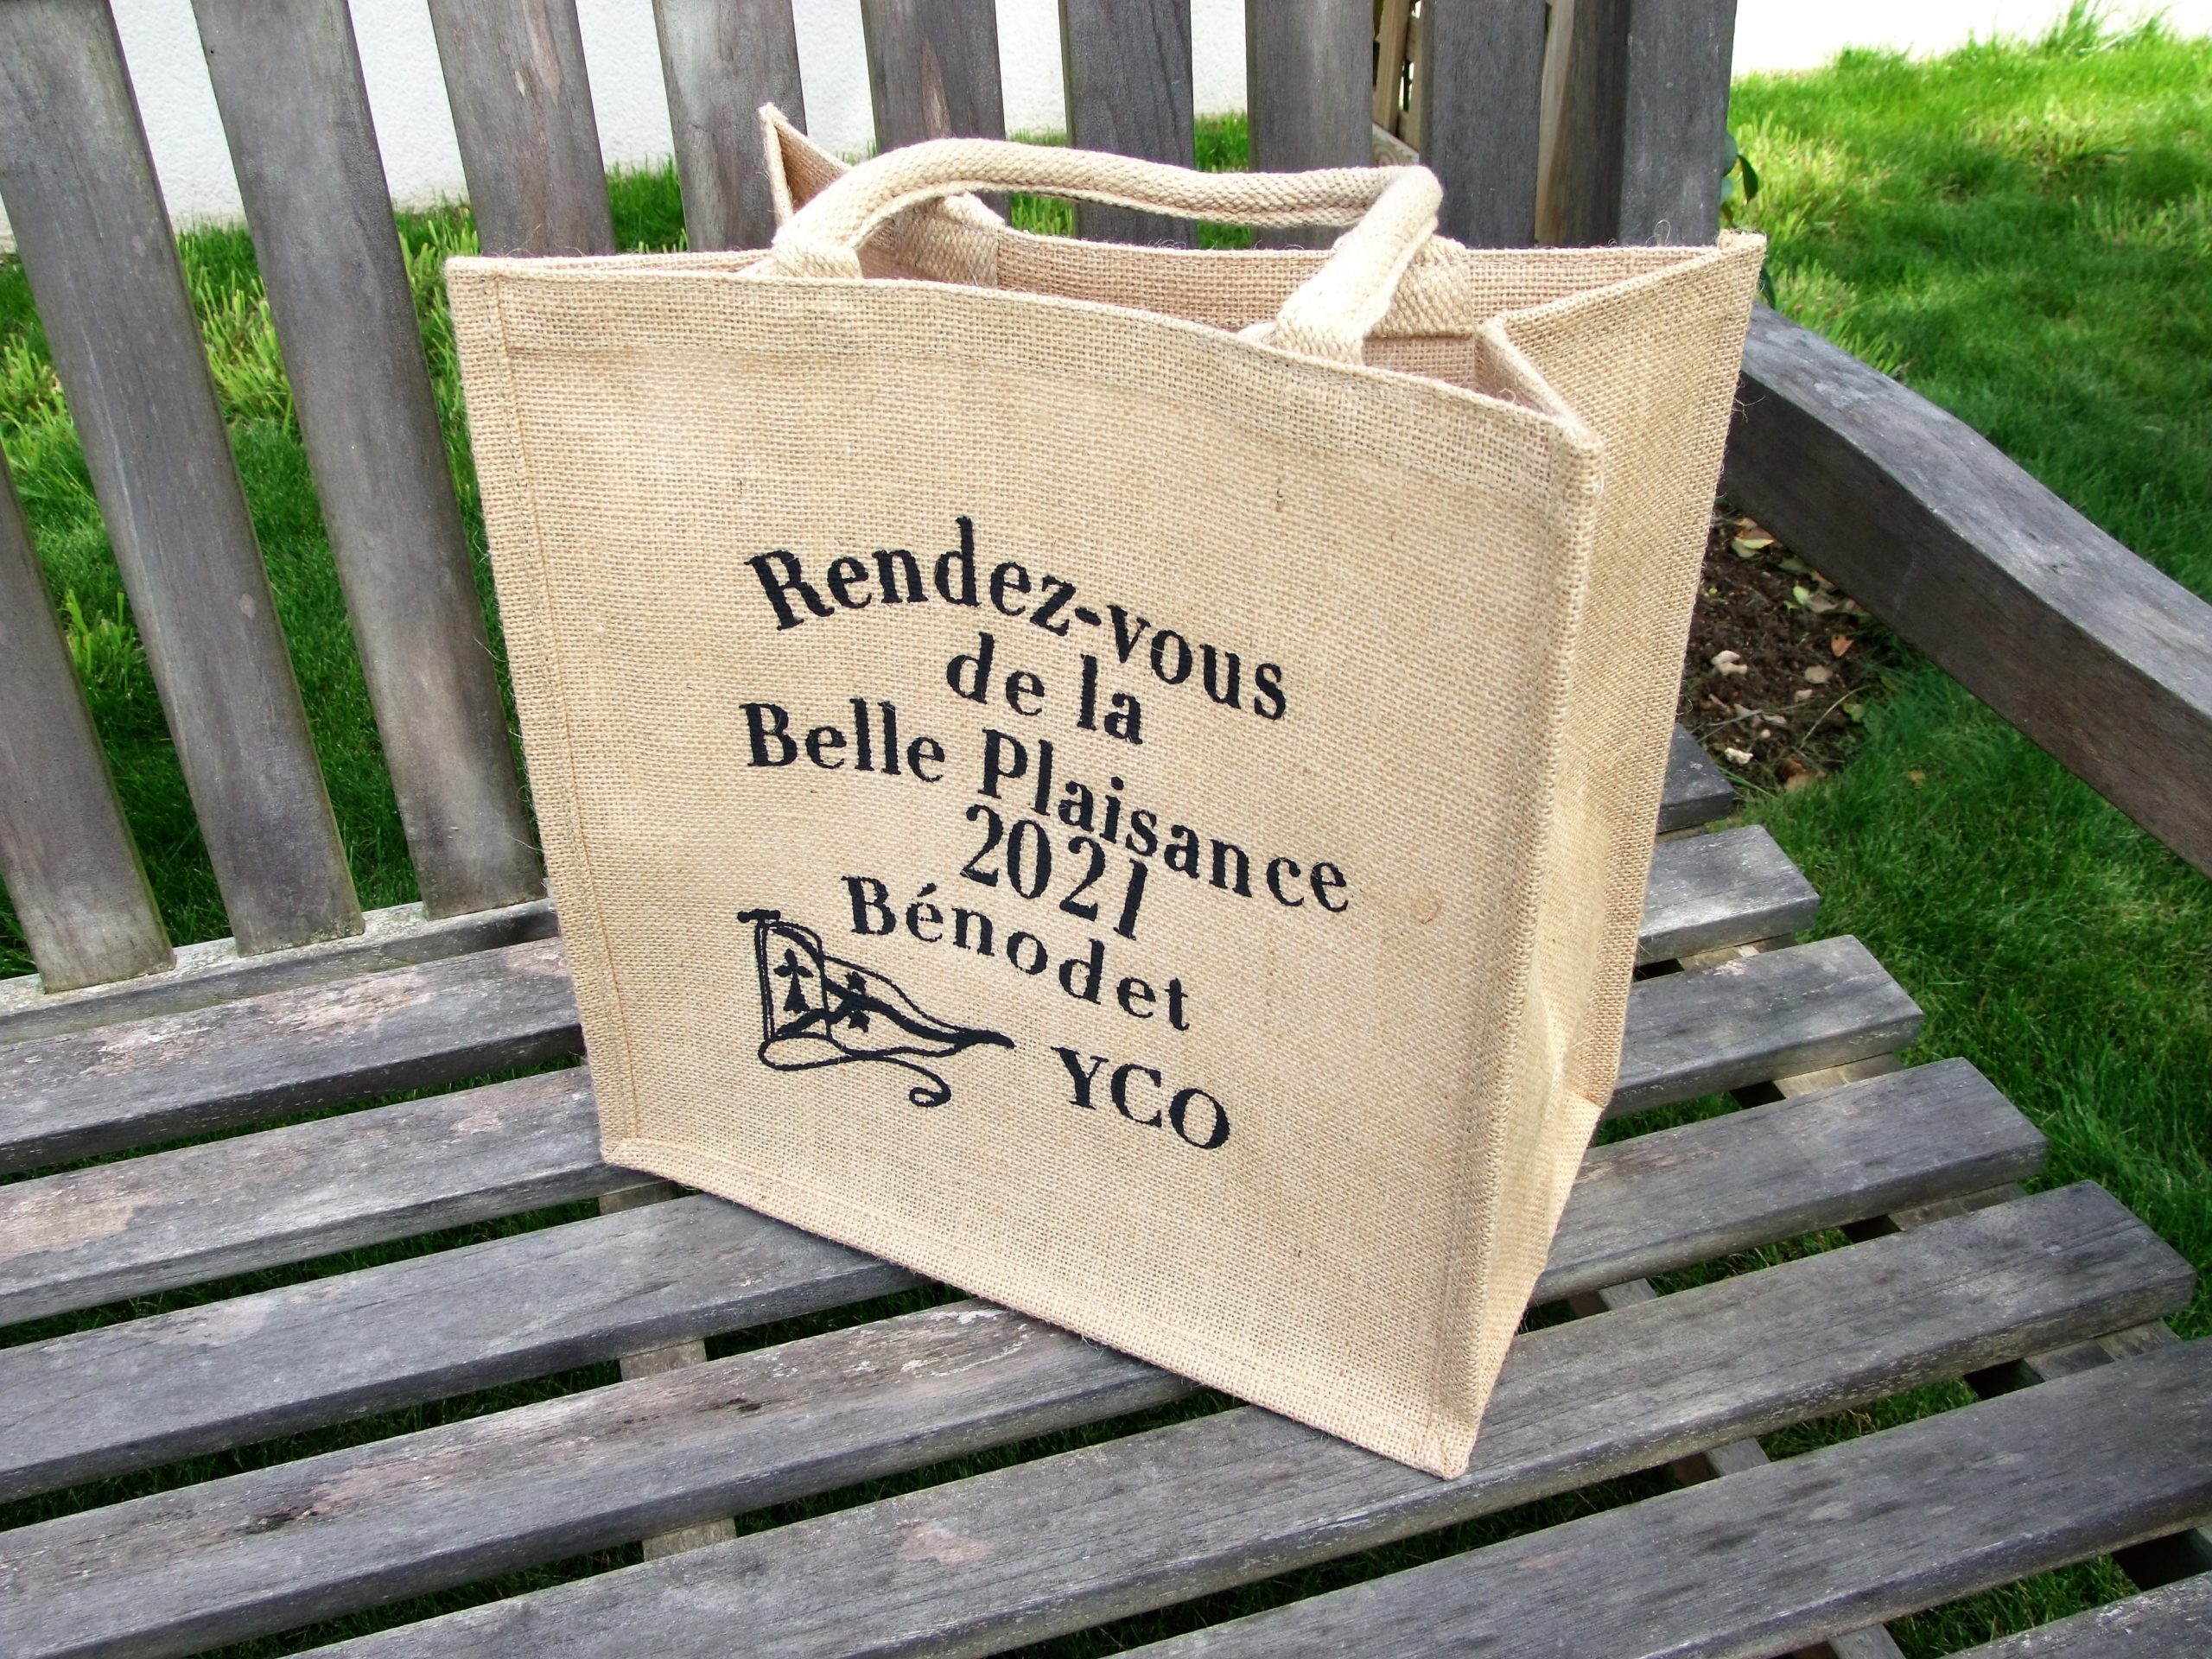 Rendez-vous
de la
Belle Plaisance
2021
Bénodet
YCO